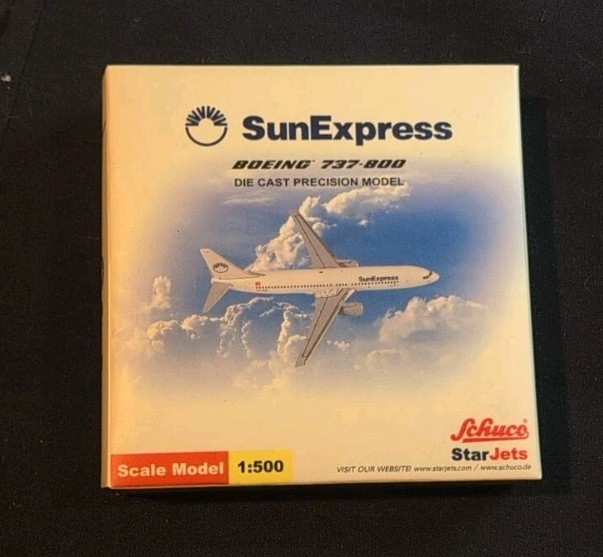 SunExpress
BOEING 737-800
DIE CAST PRECISION MODEL
SunExpress
Schuco
StarJets
Scale Model 1:500
VISIT OUR WEBSITE! www.starjets.com / www.schuco.de